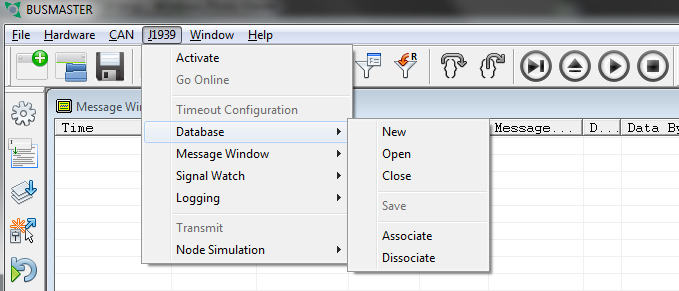 BUSMASTER
File Hardware CAN J1939 Window Help
R
Activate
Go Online
Timeout Configuration
Database
Message Window
Signal Watch
Logging
Transmit
Node Simulation
New
Open
Close
Save
Associate
Dissociate
Message Win
Time Message... D... Data By